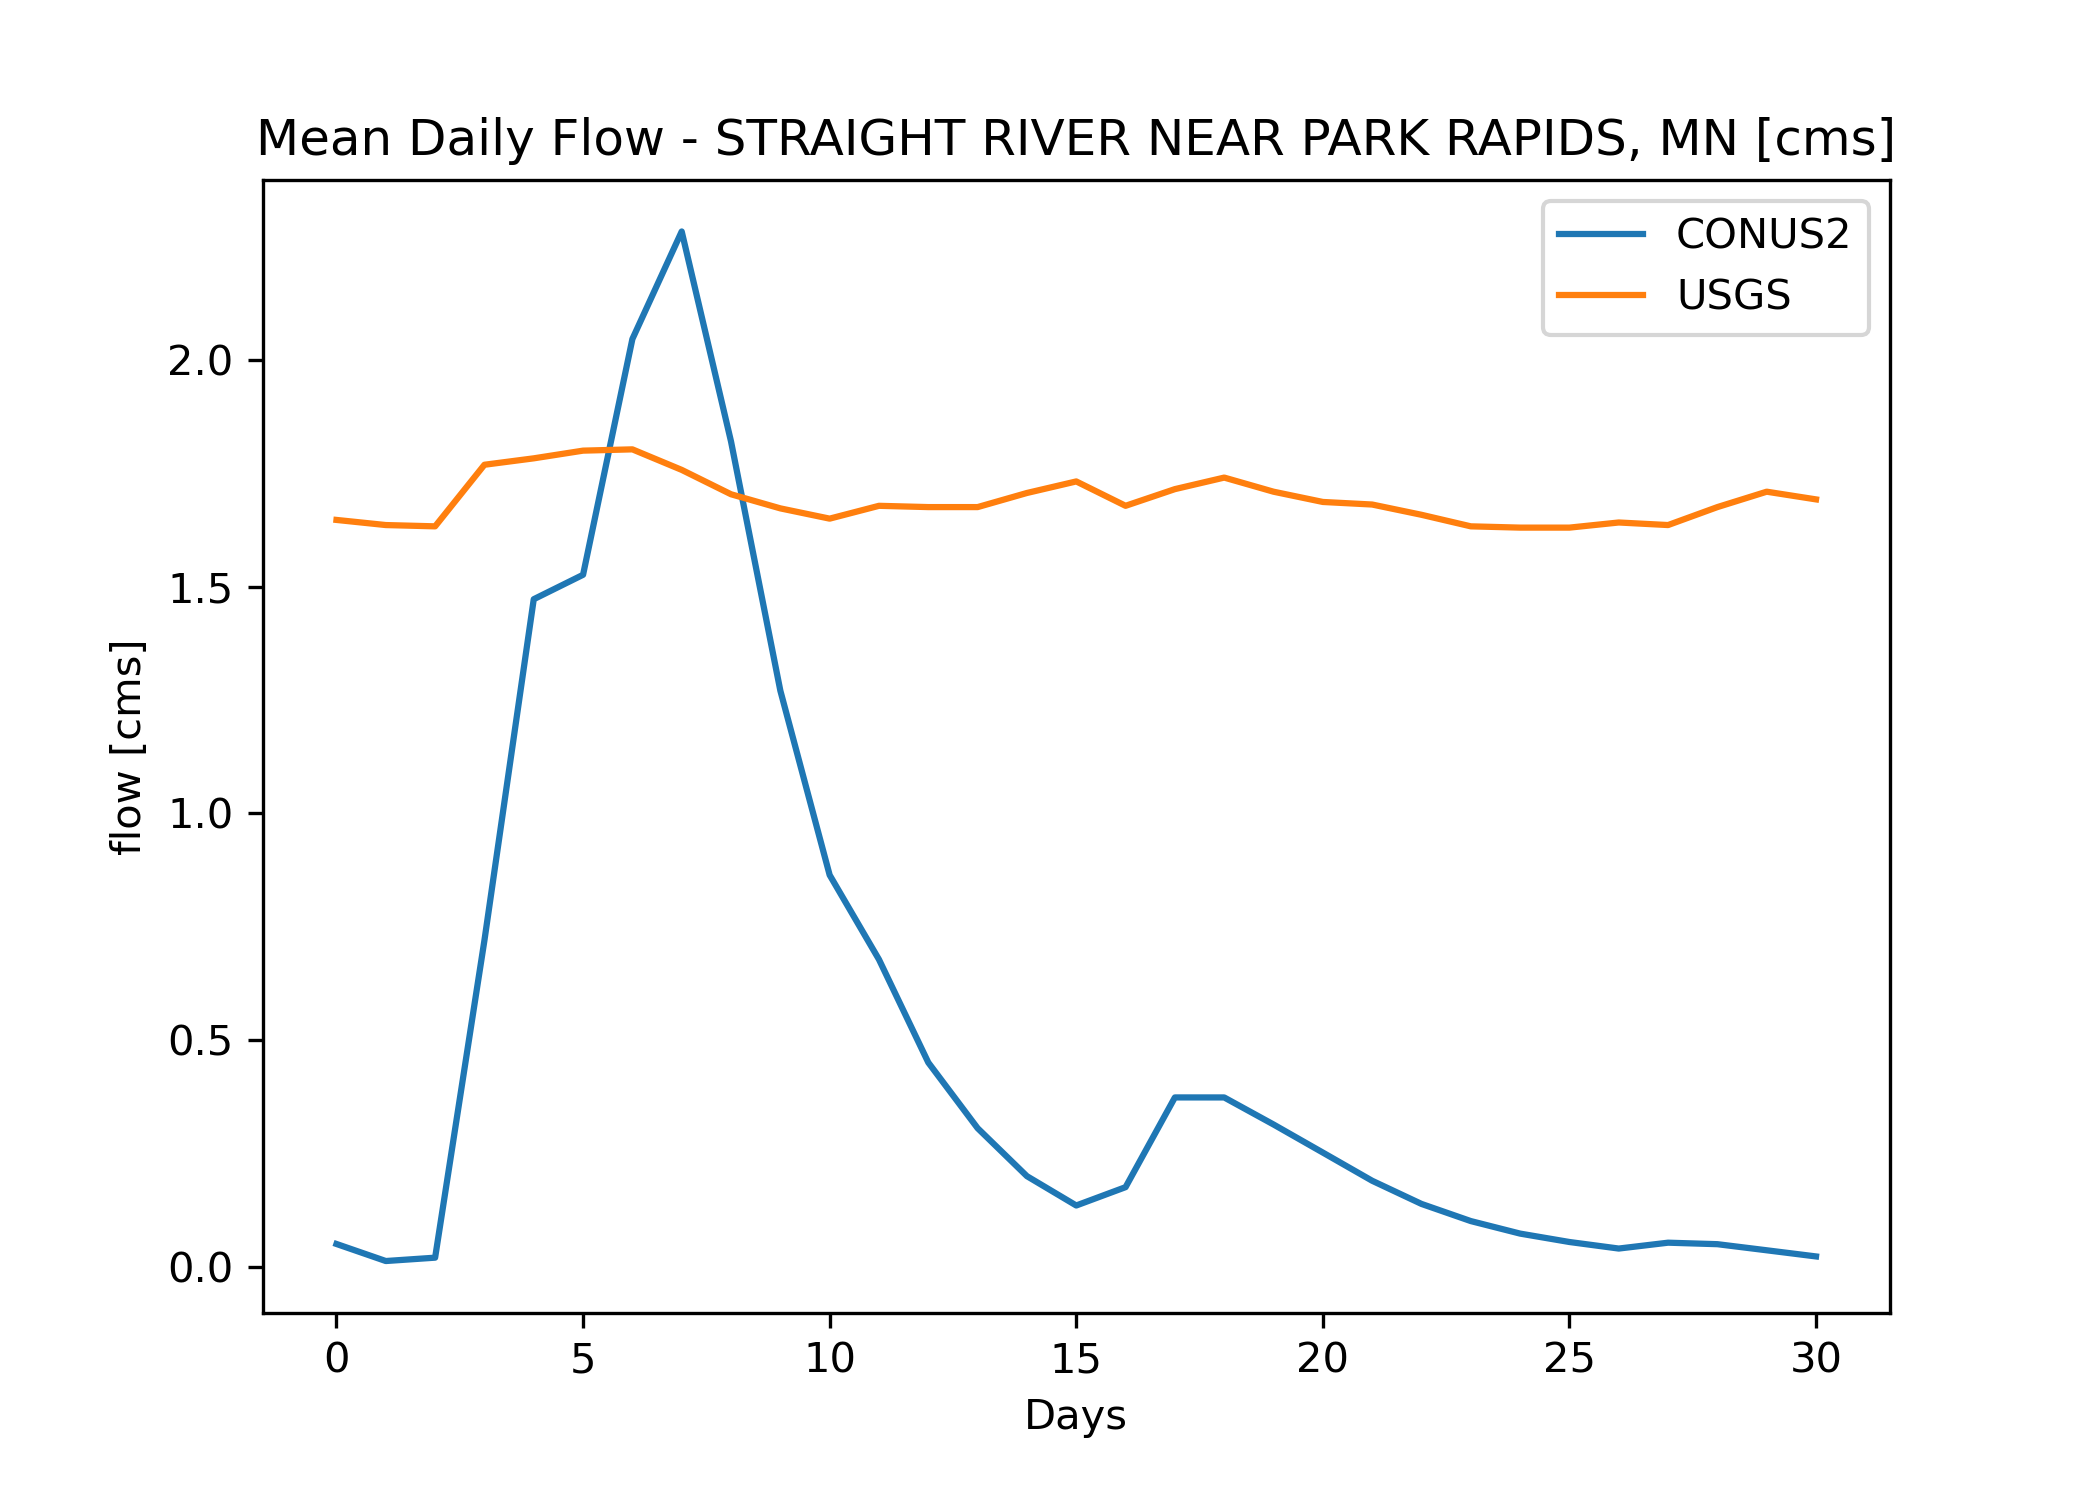 Mean Daily Flow - STRAIGHT RIVER NEAR PARK RAPIDS, MN [cms]
CONUS2
USGS
flow [cms]
2.0
1.5
1.0
0.5
0.0
0 5 10 15 20 25 30
Days